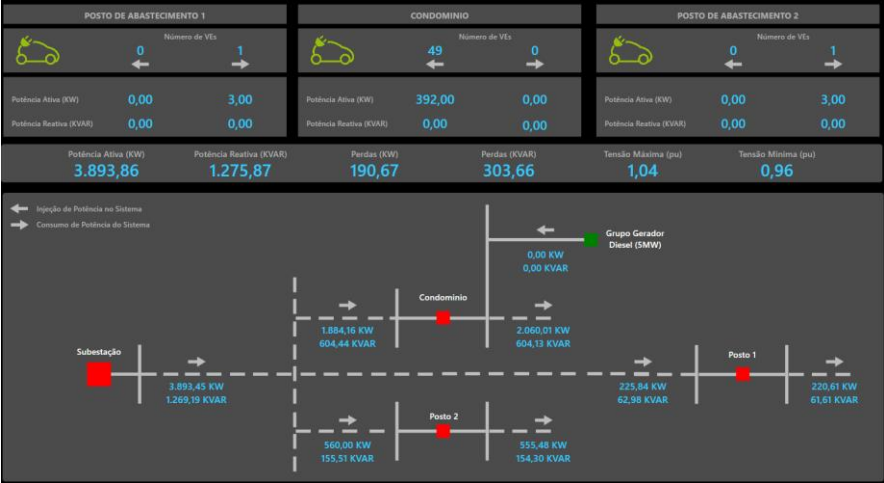 POSTO DE ABASTECIMENTO 1
Número de VEs
0 1
Potência Ativa (KW) 0,00 3,00
Potência Reativa (KVAR) 0,00 0,00
CONDOMINIO
Número de VEs
49 0
Potência Ativa (KW) 392,00 0,00
Potência Reativa (KVAR) 0,00 0,00
POSTO DE ABASTECIMENTO 2
Número de VEs
0 1
Potência Ativa (KW) 0,00 3,00
Potência Reativa (KVAR) 0,00 0,00
Potência Ativa (KW) Potência Reativa (KVAR) Perdas (KW) Perdas (KVAR) Tensão Máxima (pu) Tensão Mínima (pu)
3.893,86 1.275,87 190,67 303,66 1,04 0,96
Injeção de Potência no Sistema
Consumo de Potência do Sistema
Grupo Gerador
Diesel (5MW)
0,00 KW
0,00 KVAR
Condominio
1.884,16 KW
604,44 KVAR
2.060,01 KW
604,13 KVAR
Subestação
3.893,45 KW
1.269,19 KVAR
Posto 1
225,84 KW
62,98 KVAR
220,61 KW
61,61 KVAR
Posto 2
560,00 KW
155,51 KVAR
555,48 KW
154,30 KVAR